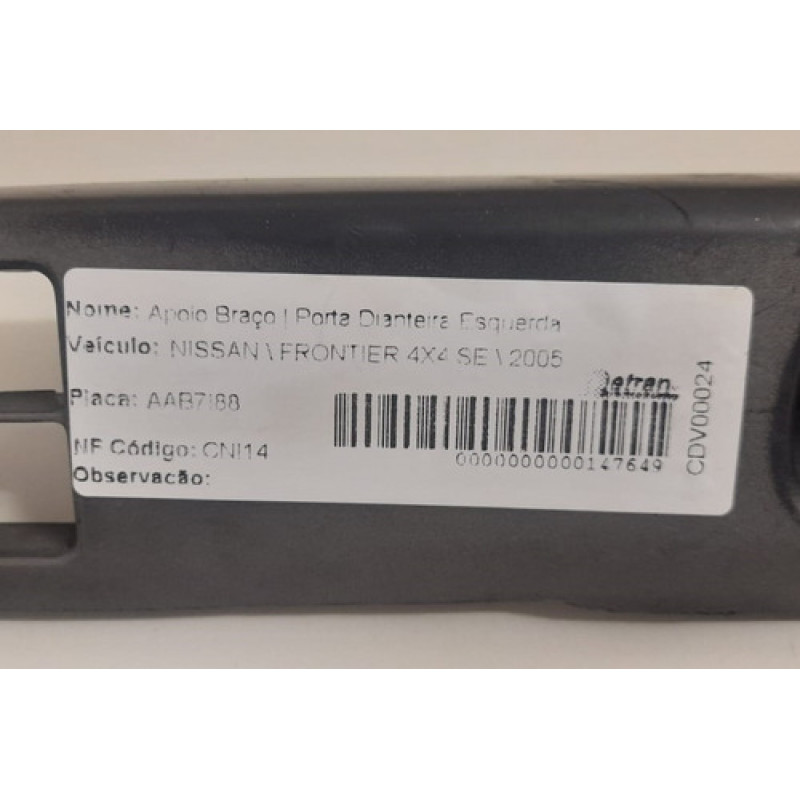 Nome: Apoio Braço | Porta Dianteira Esquerda
Veículo: NISSAN \ FRONTIER 4X4 SE \ 2005
Placa: AAB7I88
NF Código: CNI14
Observacão:
Detran
0000000000147649
CDV00024